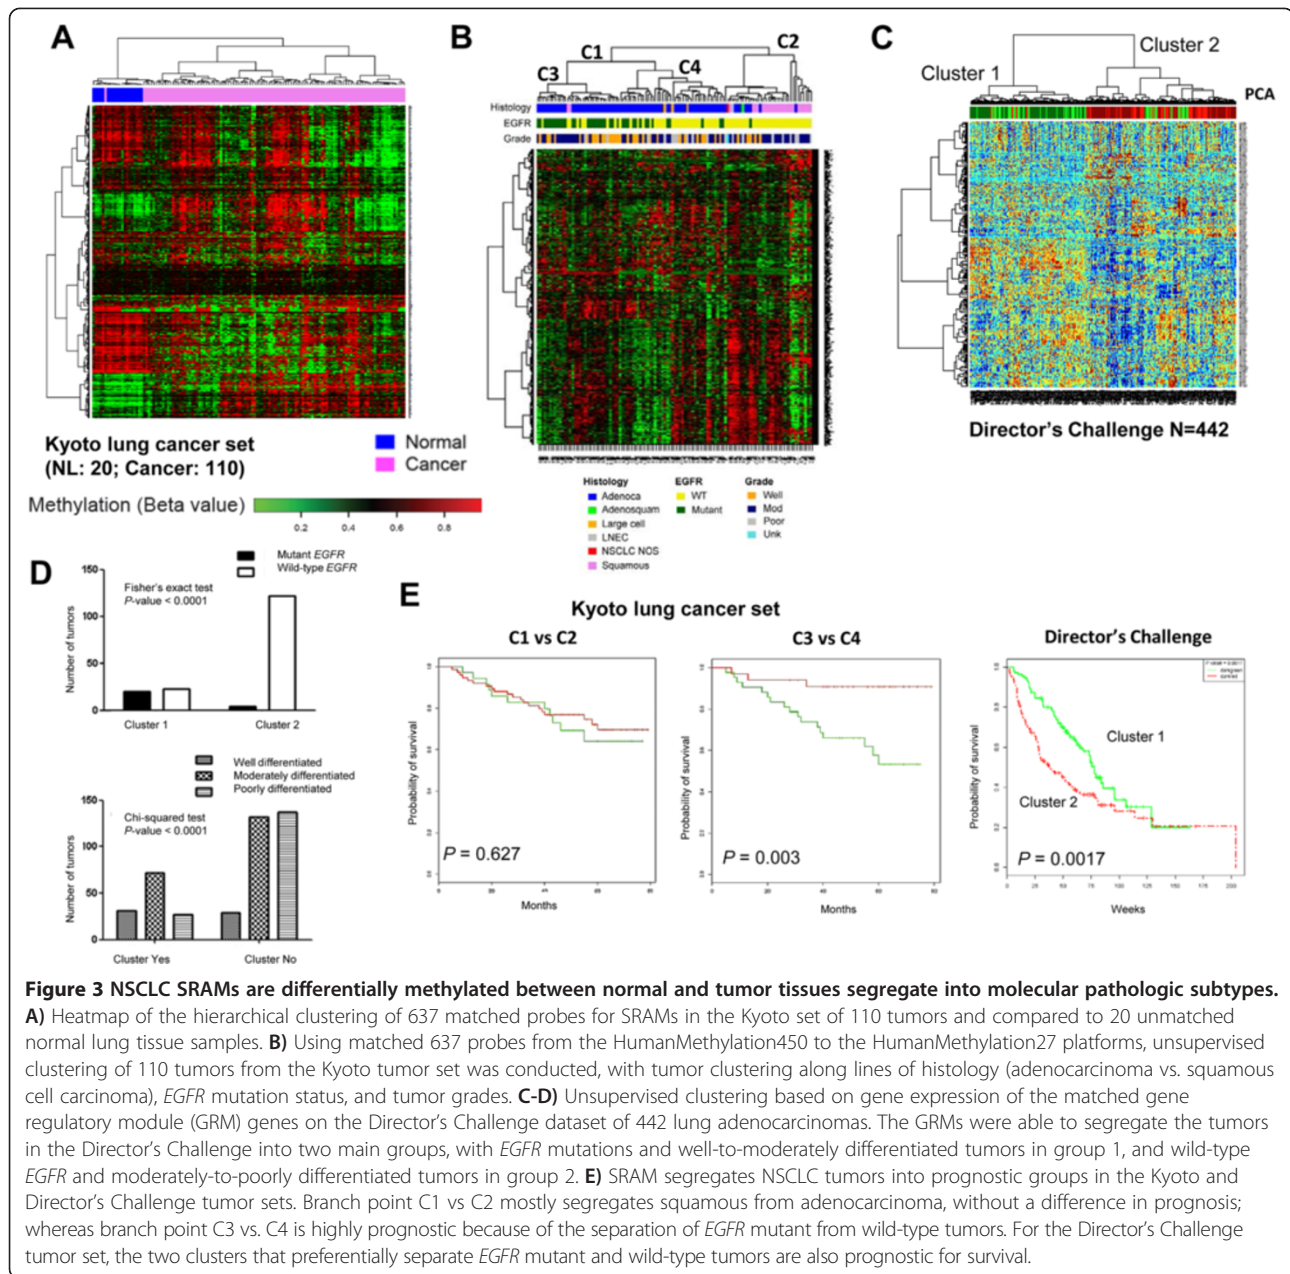 A
Kyoto lung cancer set
(NL: 20; Cancer: 110)
Normal
Cancer
Methylation (Beta value)
0.2 0.4 0.6 0.8
B
C1 C2
C3 C4
Histology
EGFR
Grade
Histology EGFR Grade
Adenoca WT Well
Adenosquam Mutant Mod
Large cell Poor
LNEC Unk
NSCLC NOS
Squamous
C
Cluster 2
Cluster 1
PCA
Director's Challenge N=442
D
Mutant EGFR
Wild-type EGFR
Fisher's exact test
P-value < 0.0001
Number of tumors
150
100
50
0
Cluster 1 Cluster 2
Well differentiated
Moderately differentiated
Poorly differentiated
Chi-squared test
P-value < 0.0001
Number of tumors
150
100
50
0
Cluster Yes Cluster No
E
Kyoto lung cancer set
C1 vs C2
Probability of survival
P = 0.627
Months
C3 vs C4
Probability of survival
P = 0.003
Months
Director's Challenge
Probability of survival
Cluster 1
Cluster 2
P = 0.0017
0 25 50 75 100 125 150 175 200
Weeks
Figure 3 NSCLC SRAMs are differentially methylated between normal and tumor tissues segregate into molecular pathologic subtypes.
A) Heatmap of the hierarchical clustering of 637 matched probes for SRAMs in the Kyoto set of 110 tumors and compared to 20 unmatched
normal lung tissue samples. B) Using matched 637 probes from the HumanMethylation450 to the HumanMethylation27 platforms, unsupervised
clustering of 110 tumors from the Kyoto tumor set was conducted, with tumor clustering along lines of histology (adenocarcinoma vs. squamous
cell carcinoma), EGFR mutation status, and tumor grades. C-D) Unsupervised clustering based on gene expression of the matched gene
regulatory module (GRM) genes on the Director's Challenge dataset of 442 lung adenocarcinomas. The GRMs were able to segregate the tumors
in the Director's Challenge into two main groups, with EGFR mutations and well-to-moderately differentiated tumors in group 1, and wild-type
EGFR and moderately-to-poorly differentiated tumors in group 2. E) SRAM segregates NSCLC tumors into prognostic groups in the Kyoto and
Director's Challenge tumor sets. Branch point C1 vs C2 mostly segregates squamous from adenocarcinoma, without a difference in prognosis;
whereas branch point C3 vs. C4 is highly prognostic because of the separation of EGFR mutant from wild-type tumors. For the Director's Challenge
tumor set, the two clusters that preferentially separate EGFR mutant and wild-type tumors are also prognostic for survival.